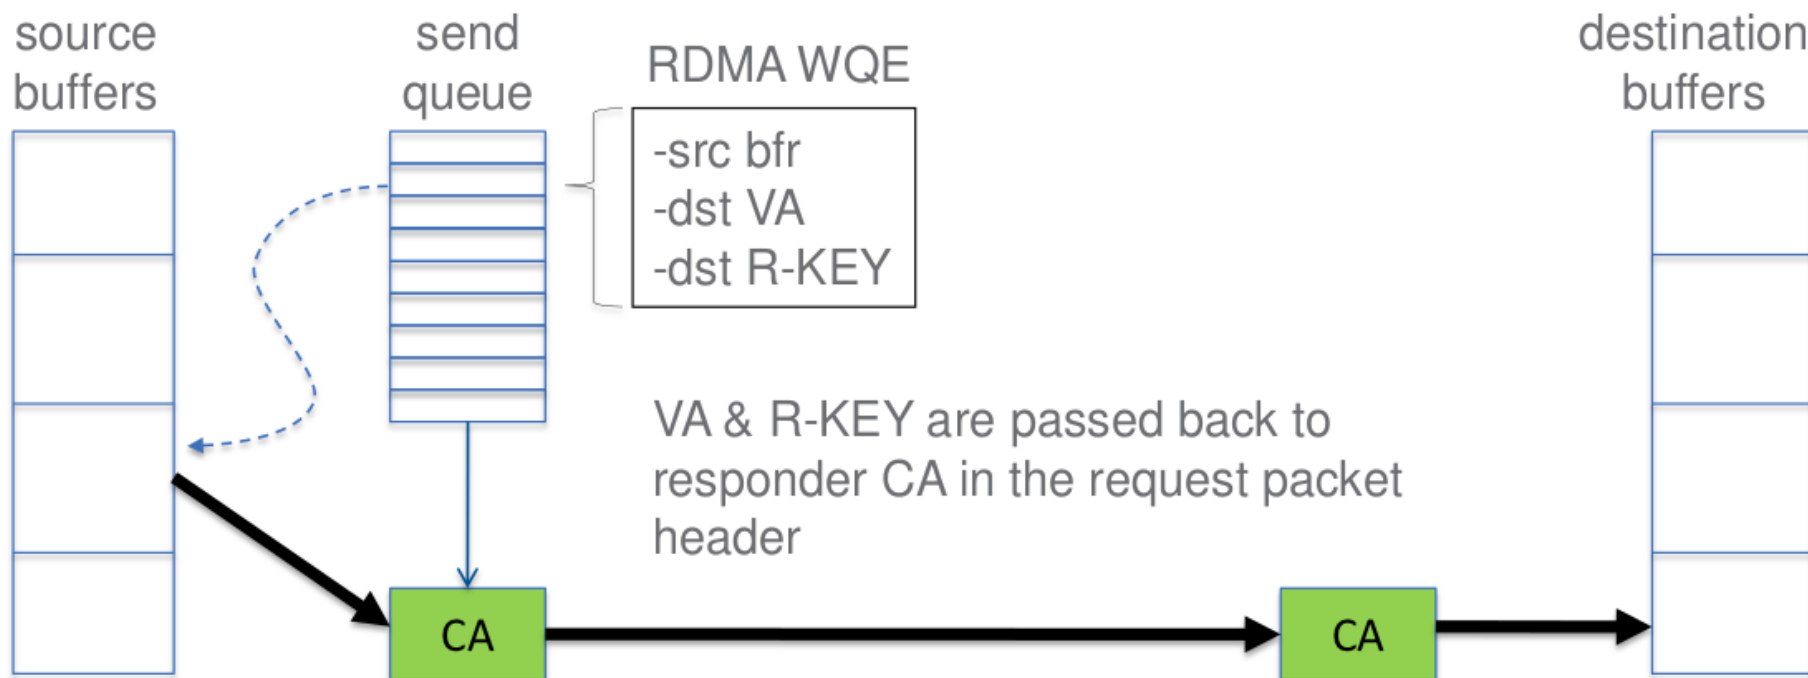 source
buffers
send
queue
RDMA WQE
-src bfr
-dst VA
-dst R-KEY
destination
buffers
VA & R-KEY are passed back to
responder CA in the request packet
header
CA
CA